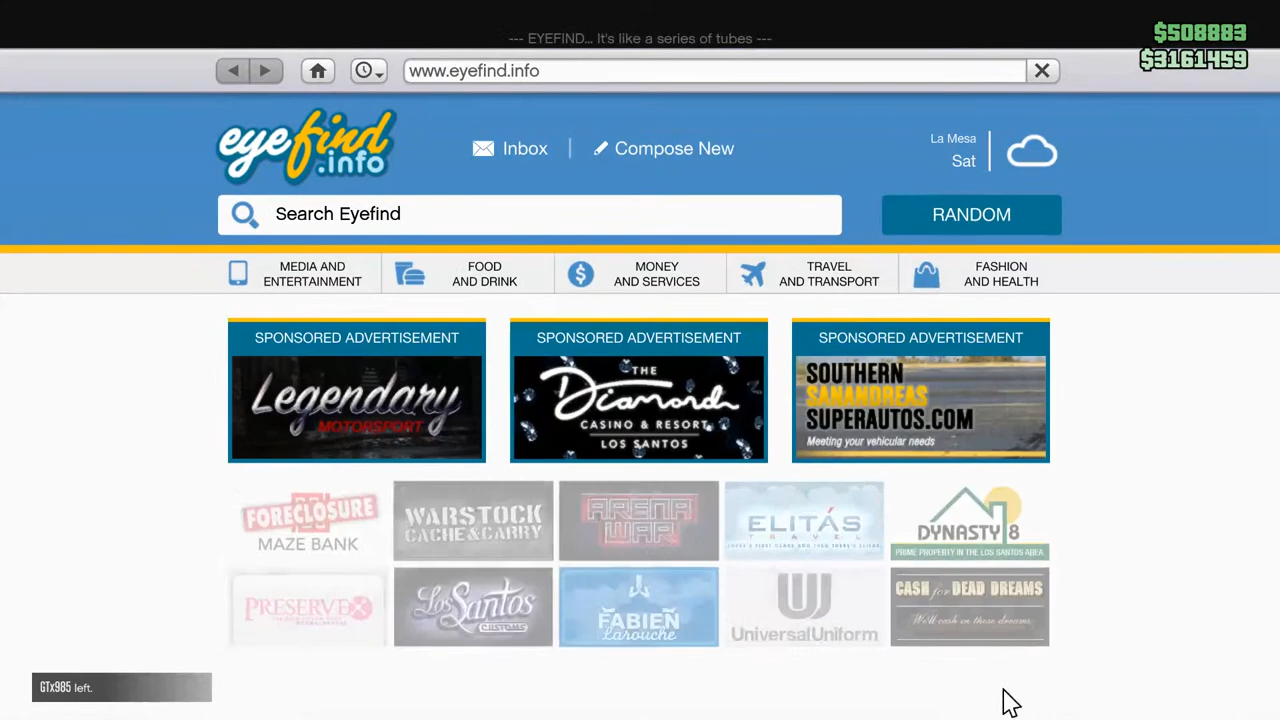 --- EYEFIND... It's like a series of tubes ---
$508883
$3161459
www.eyefind.info
eyefind
.info
Inbox
Compose New
La Mesa
Sat
Search Eyefind
RANDOM
MEDIA AND
ENTERTAINMENT
FOOD
AND DRINK
MONEY
AND SERVICES
TRAVEL
AND TRANSPORT
FASHION
AND HEALTH
SPONSORED ADVERTISEMENT
Legendary
MOTORSPORT
SPONSORED ADVERTISEMENT
THE
Diamond
CASINO & RESORT
LOS SANTOS
SPONSORED ADVERTISEMENT
SOUTHERN
SANANDREAS
SUPERAUTOS.COM
Meeting your vehicular needs
FORECLOSURE
MAZE BANK
WARSTOCK
CACHE & CARRY
ARENA
WAR
ELITÁS
TRAVEL
DYNASTY 8
PRIME PROPERTY IN THE LOS SANTOS AREA
PRESERVEX
Los Santos
CUSTOMS
FABIEN
Larouche
UniversalUniform
CASH for DEAD DREAMS
We'll cash in those dreams
GTx985 left.